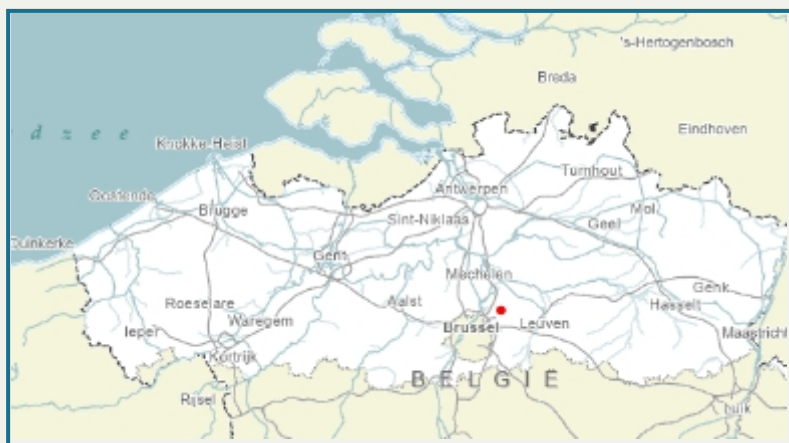 's-Hertogenbosch
Breda
Eindhoven
d z e e
Knokke-Heist
Turnhout
Antwerpen
Oostende
Mol
Brugge
Sint-Niklaas
Geel
Duinkerke
Gent
Mechelen
Genk
Roeselare
Aalst
Hasselt
Waregem
Brussel
Leuven
Ieper
Maastricht
Kortrijk
BELGIË
Rijsel
Luik